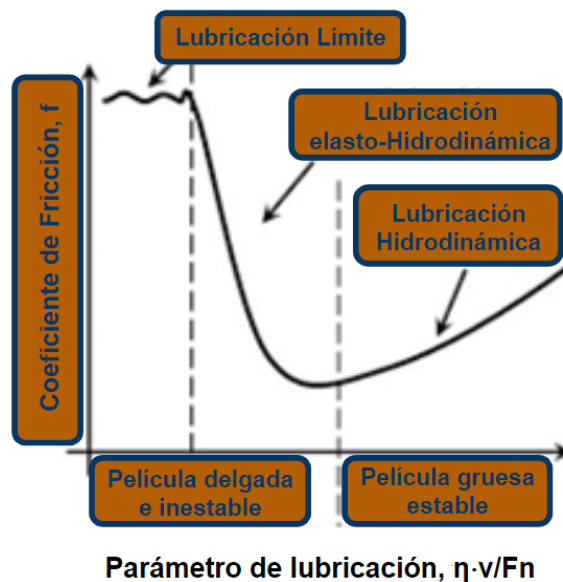 Lubricación Límite
Coeficiente de Fricción, f
Lubricación
elasto-Hidrodinámica
Lubricación
Hidrodinámica
Película delgada
e inestable
Película gruesa
estable
Parámetro de lubricación, η·v/Fn